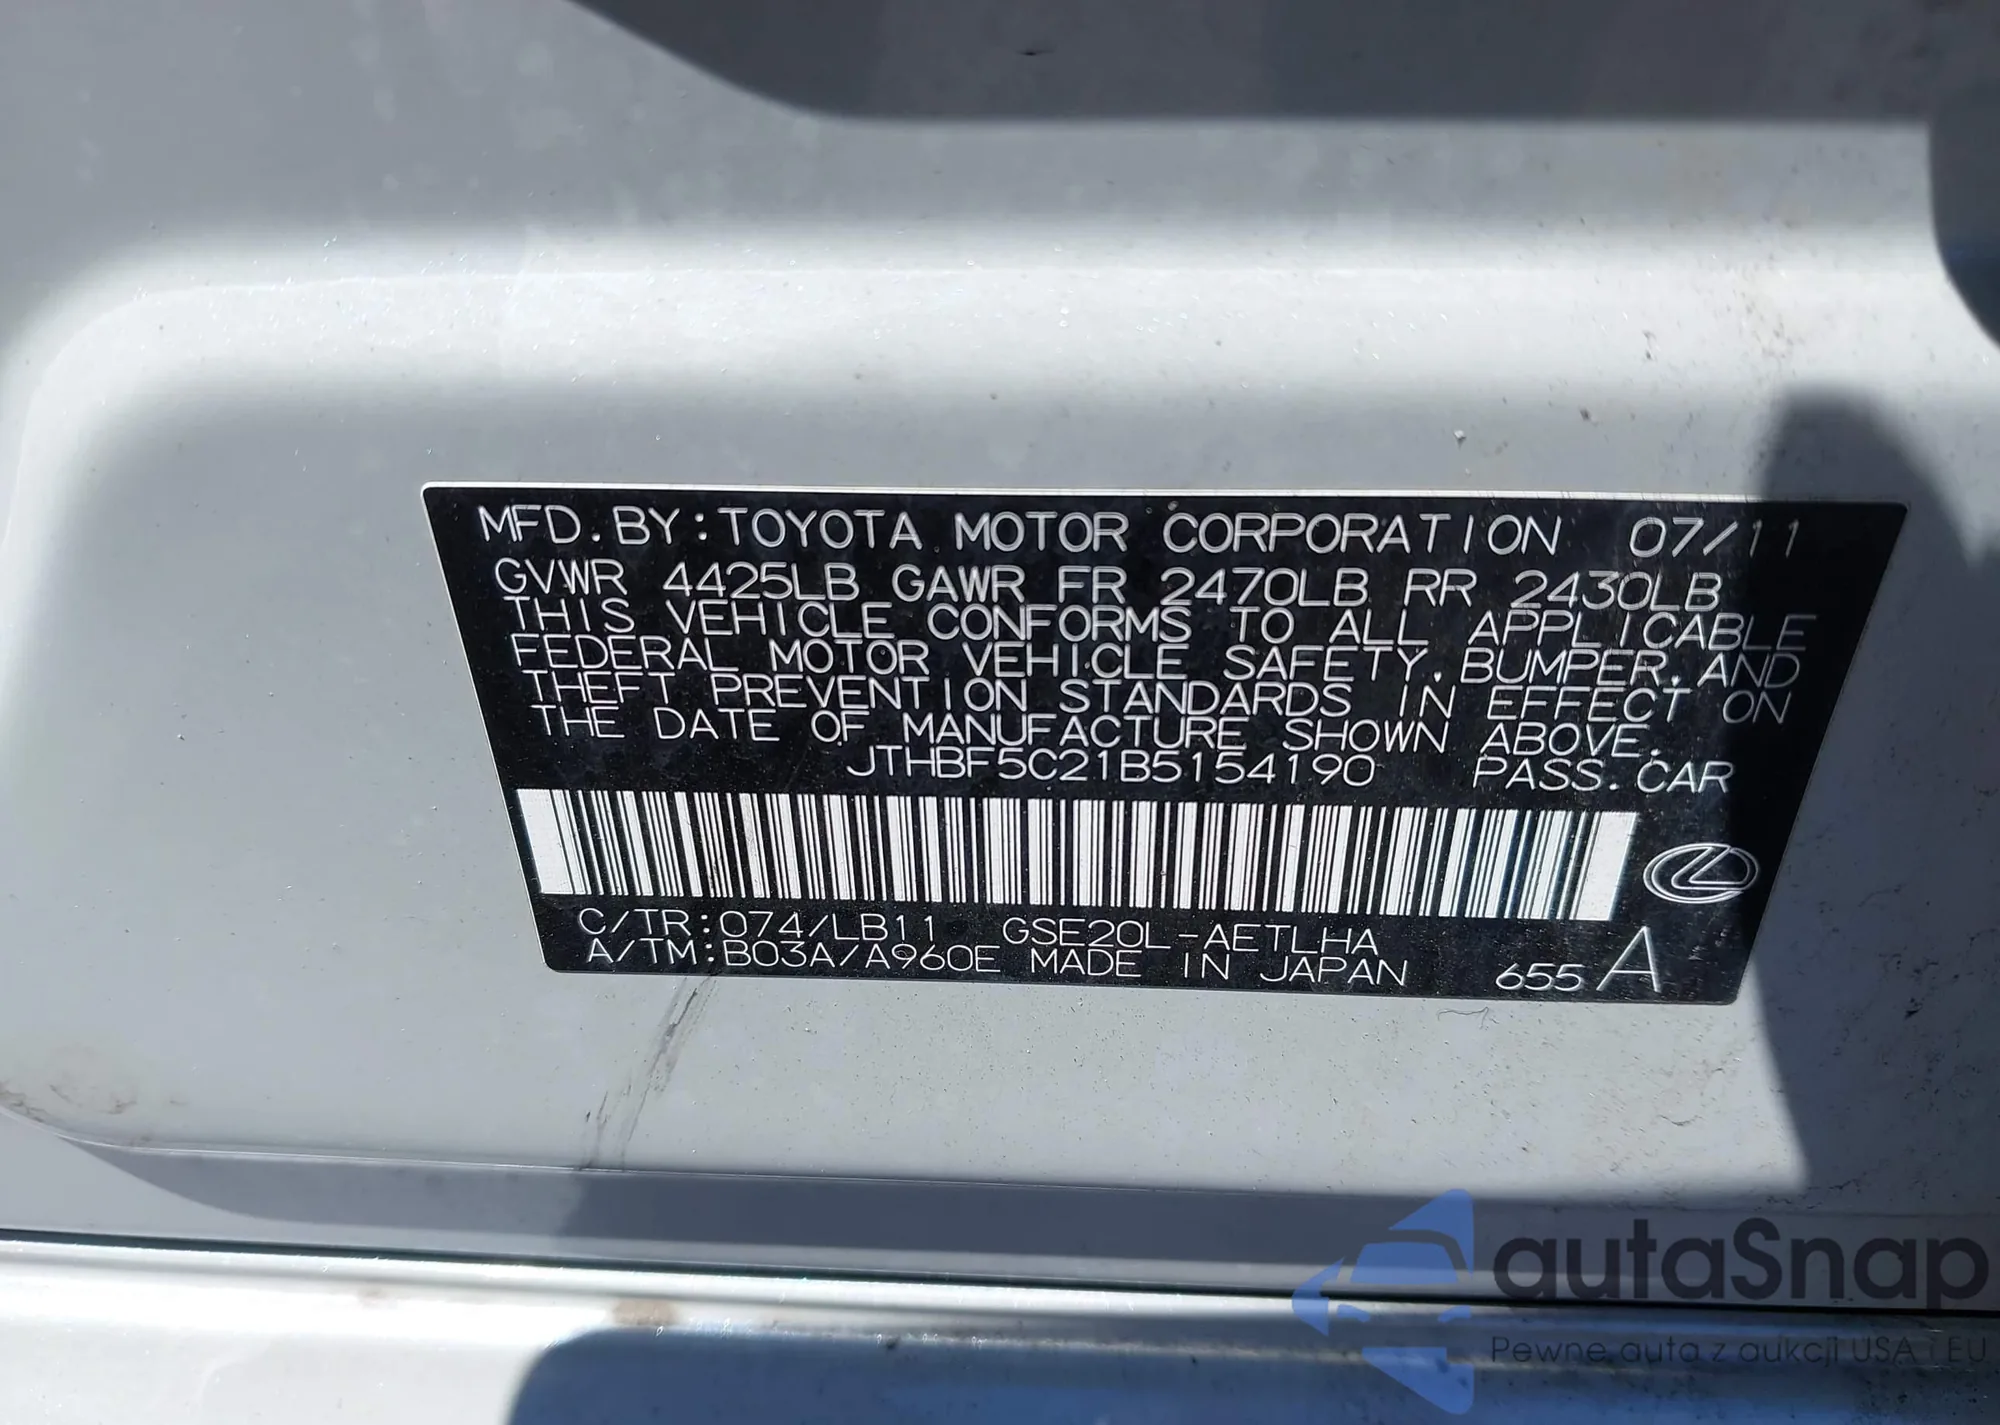 MFD. BY: TOYOTA MOTOR CORPORATION 07/11
GVWR 4425LB GAWR FR 2470LB RR 2430LB
THIS VEHICLE CONFORMS TO ALL APPLICABLE
FEDERAL MOTOR VEHICLE SAFETY, BUMPER, AND
THEFT PREVENTION STANDARDS IN EFFECT ON
THE DATE OF MANUFACTURE SHOWN ABOVE.
JTHBF5C21B5154190 PASS. CAR
C/TR: 074/LB11 GSE20L-AETLHA
A/TM: B03A/A960E MADE IN JAPAN 655 A
autaSnap
Pewne auta z aukcji USA i EU